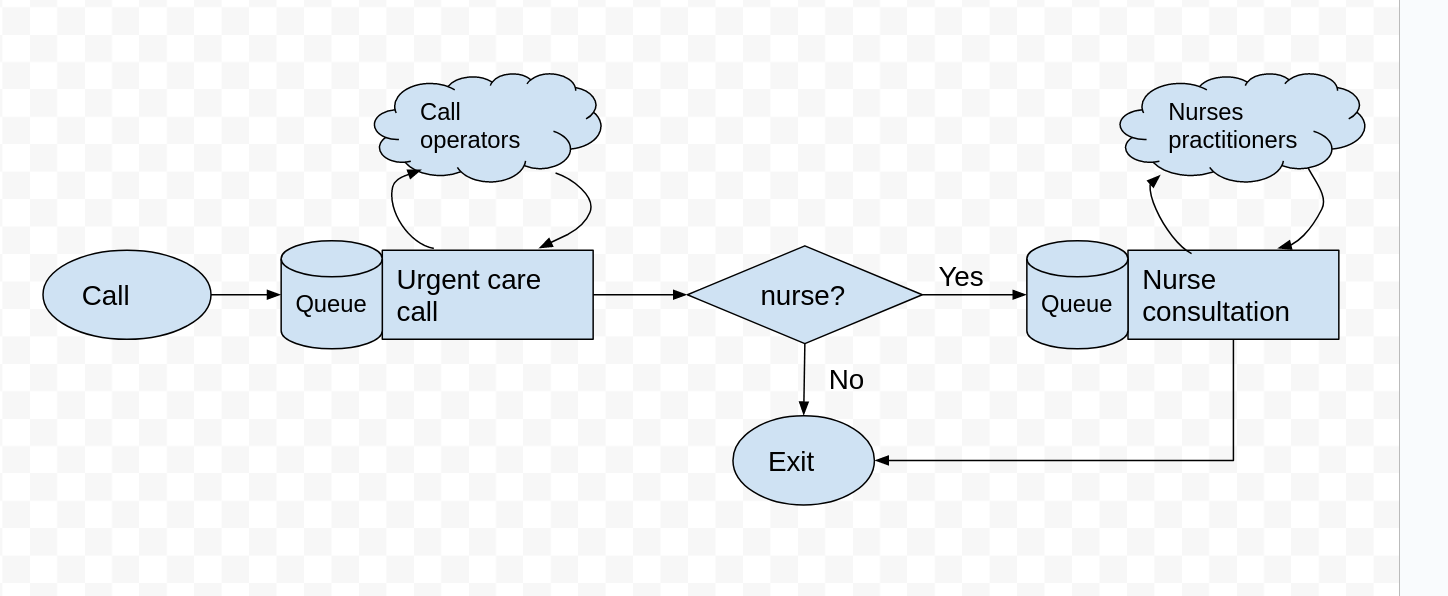 Call
operators
Nurses
practitioners
Call
Queue
Urgent care
call
nurse?
Yes
Queue
Nurse
consultation
No
Exit